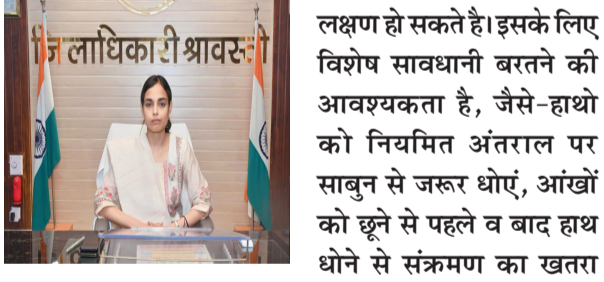 जिलाधिकारी श्रावस्ती
लक्षण हो सकते है। इसके लिए
विशेष सावधानी बरतने की
आवश्यकता है, जैसे-हाथो
को नियमित अंतराल पर
साबुन से जरूर धोएं, आंखों
को छूने से पहले व बाद हाथ
धोने से संक्रमण का खतरा